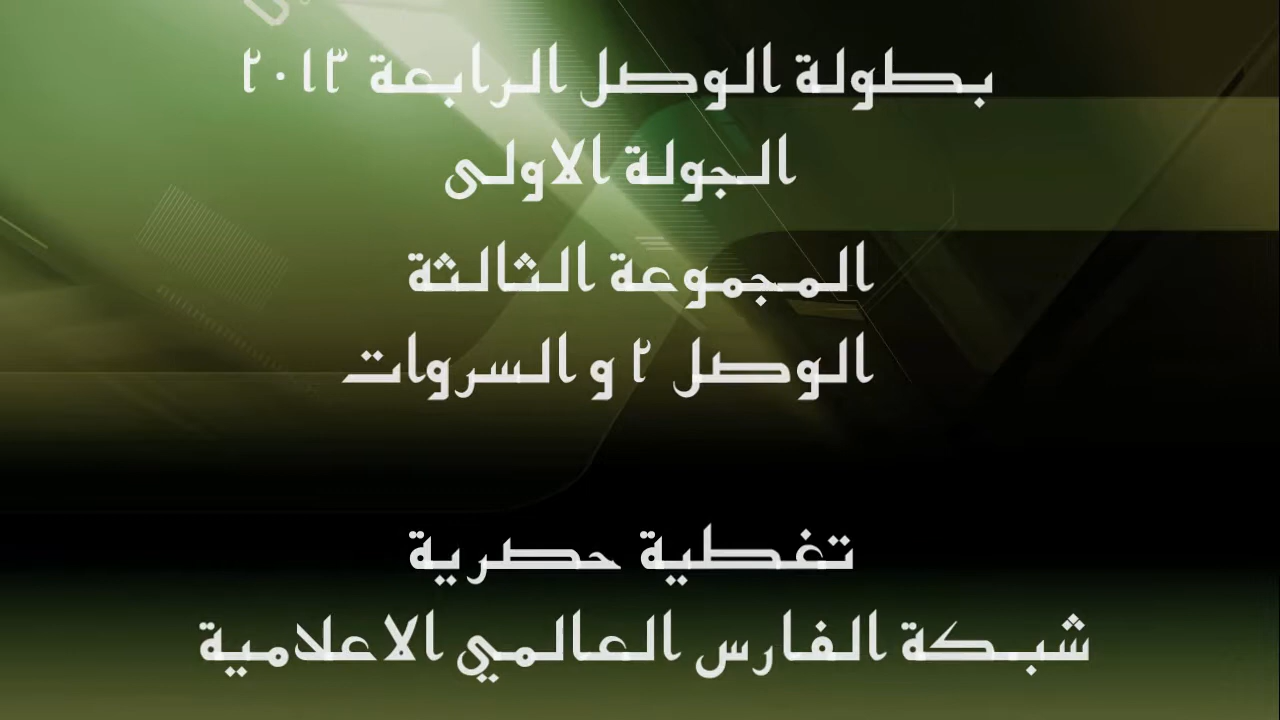 بطولة الوصل الرابعة ٢٠١٣
الجولة الاولى
المجموعة الثالثة
الوصل ٢ و السروات
تغطية حصرية
شبكة الفارس العالمي الاعلامية